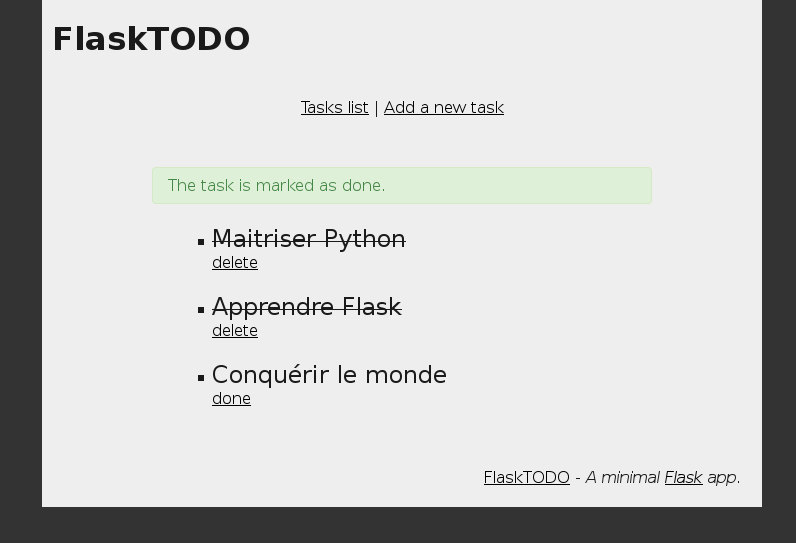 FlaskTODO
Tasks list | Add a new task
The task is marked as done.
Maitriser Python
delete
Apprendre Flask
delete
Conquérir le monde
done
FlaskTODO - A minimal Flask app.